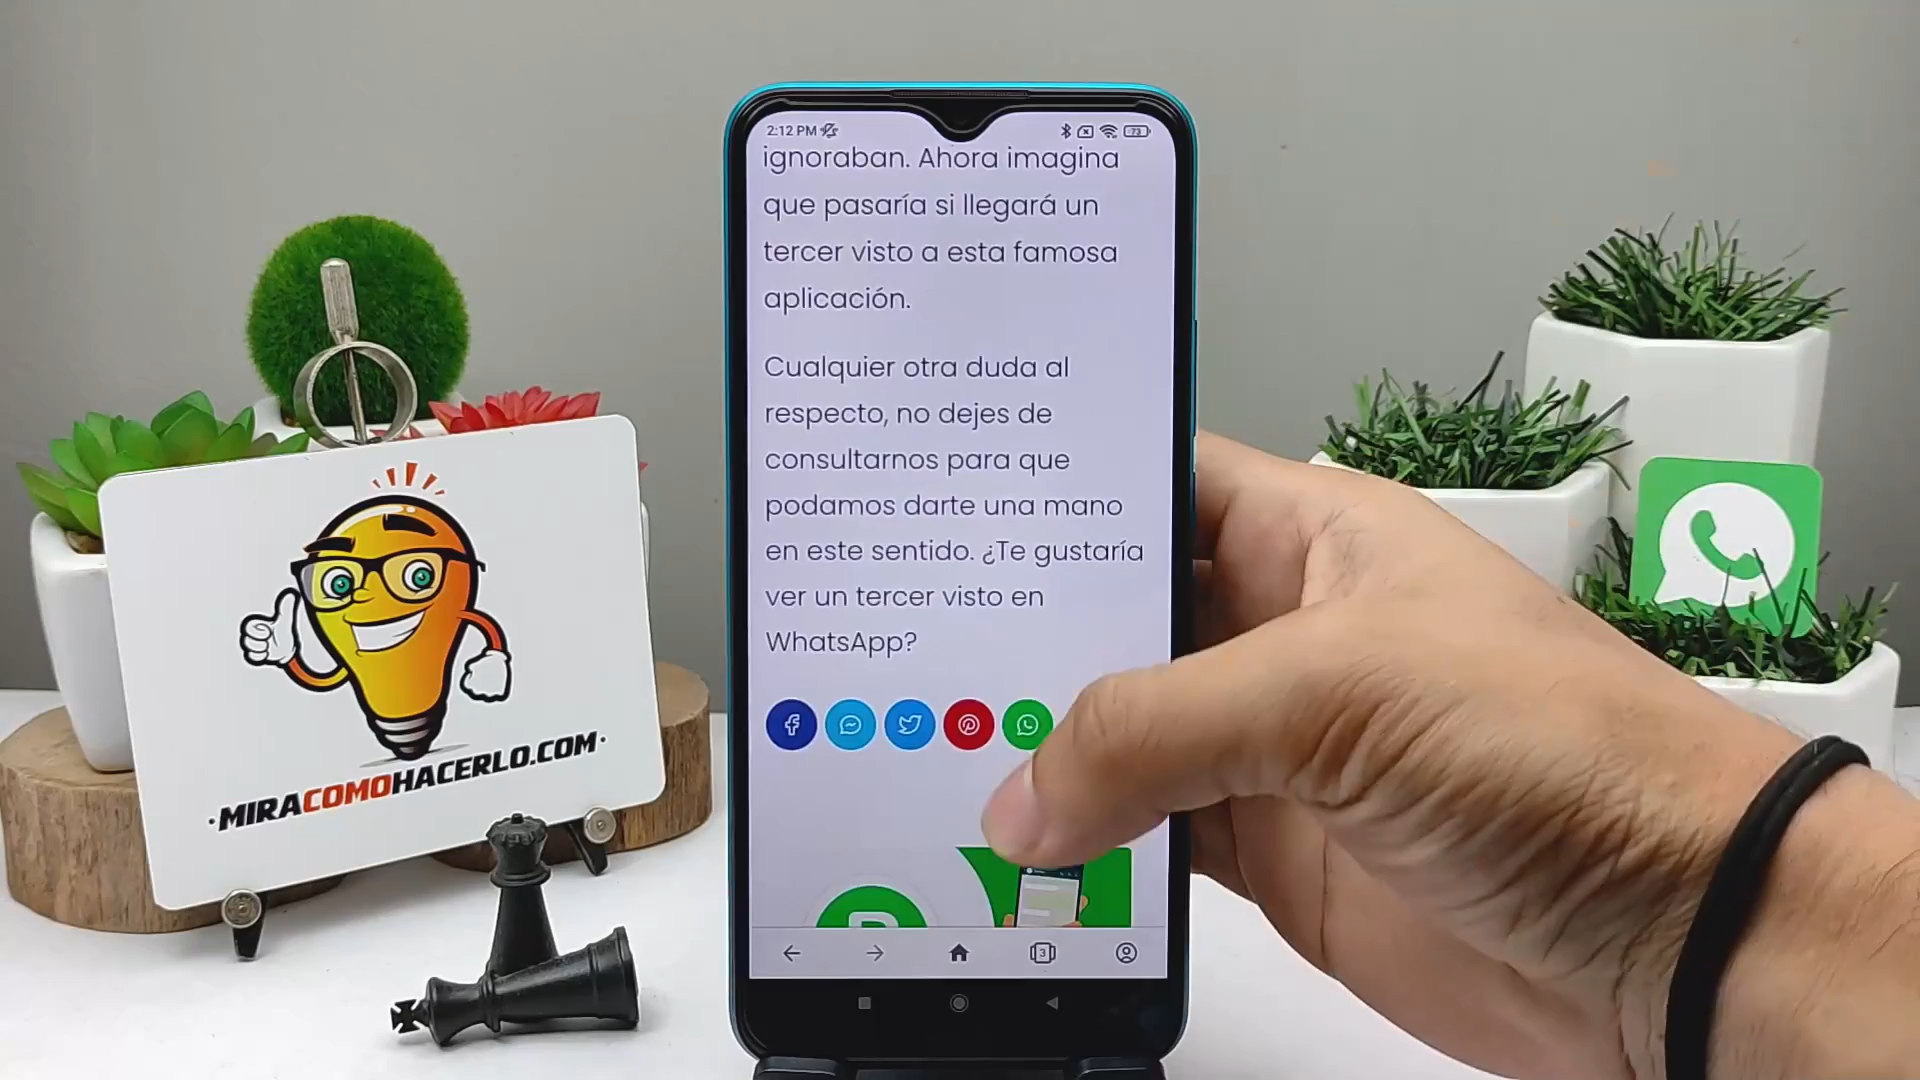 2:12 PM
73
ignoraban. Ahora imagina
que pasaría si llegará un
tercer visto a esta famosa
aplicación.
Cualquier otra duda al
respecto, no dejes de
consultarnos para que
podamos darte una mano
en este sentido. ¿Te gustaría
ver un tercer visto en
WhatsApp?
3
·MIRACOMOHACERLO.COM·